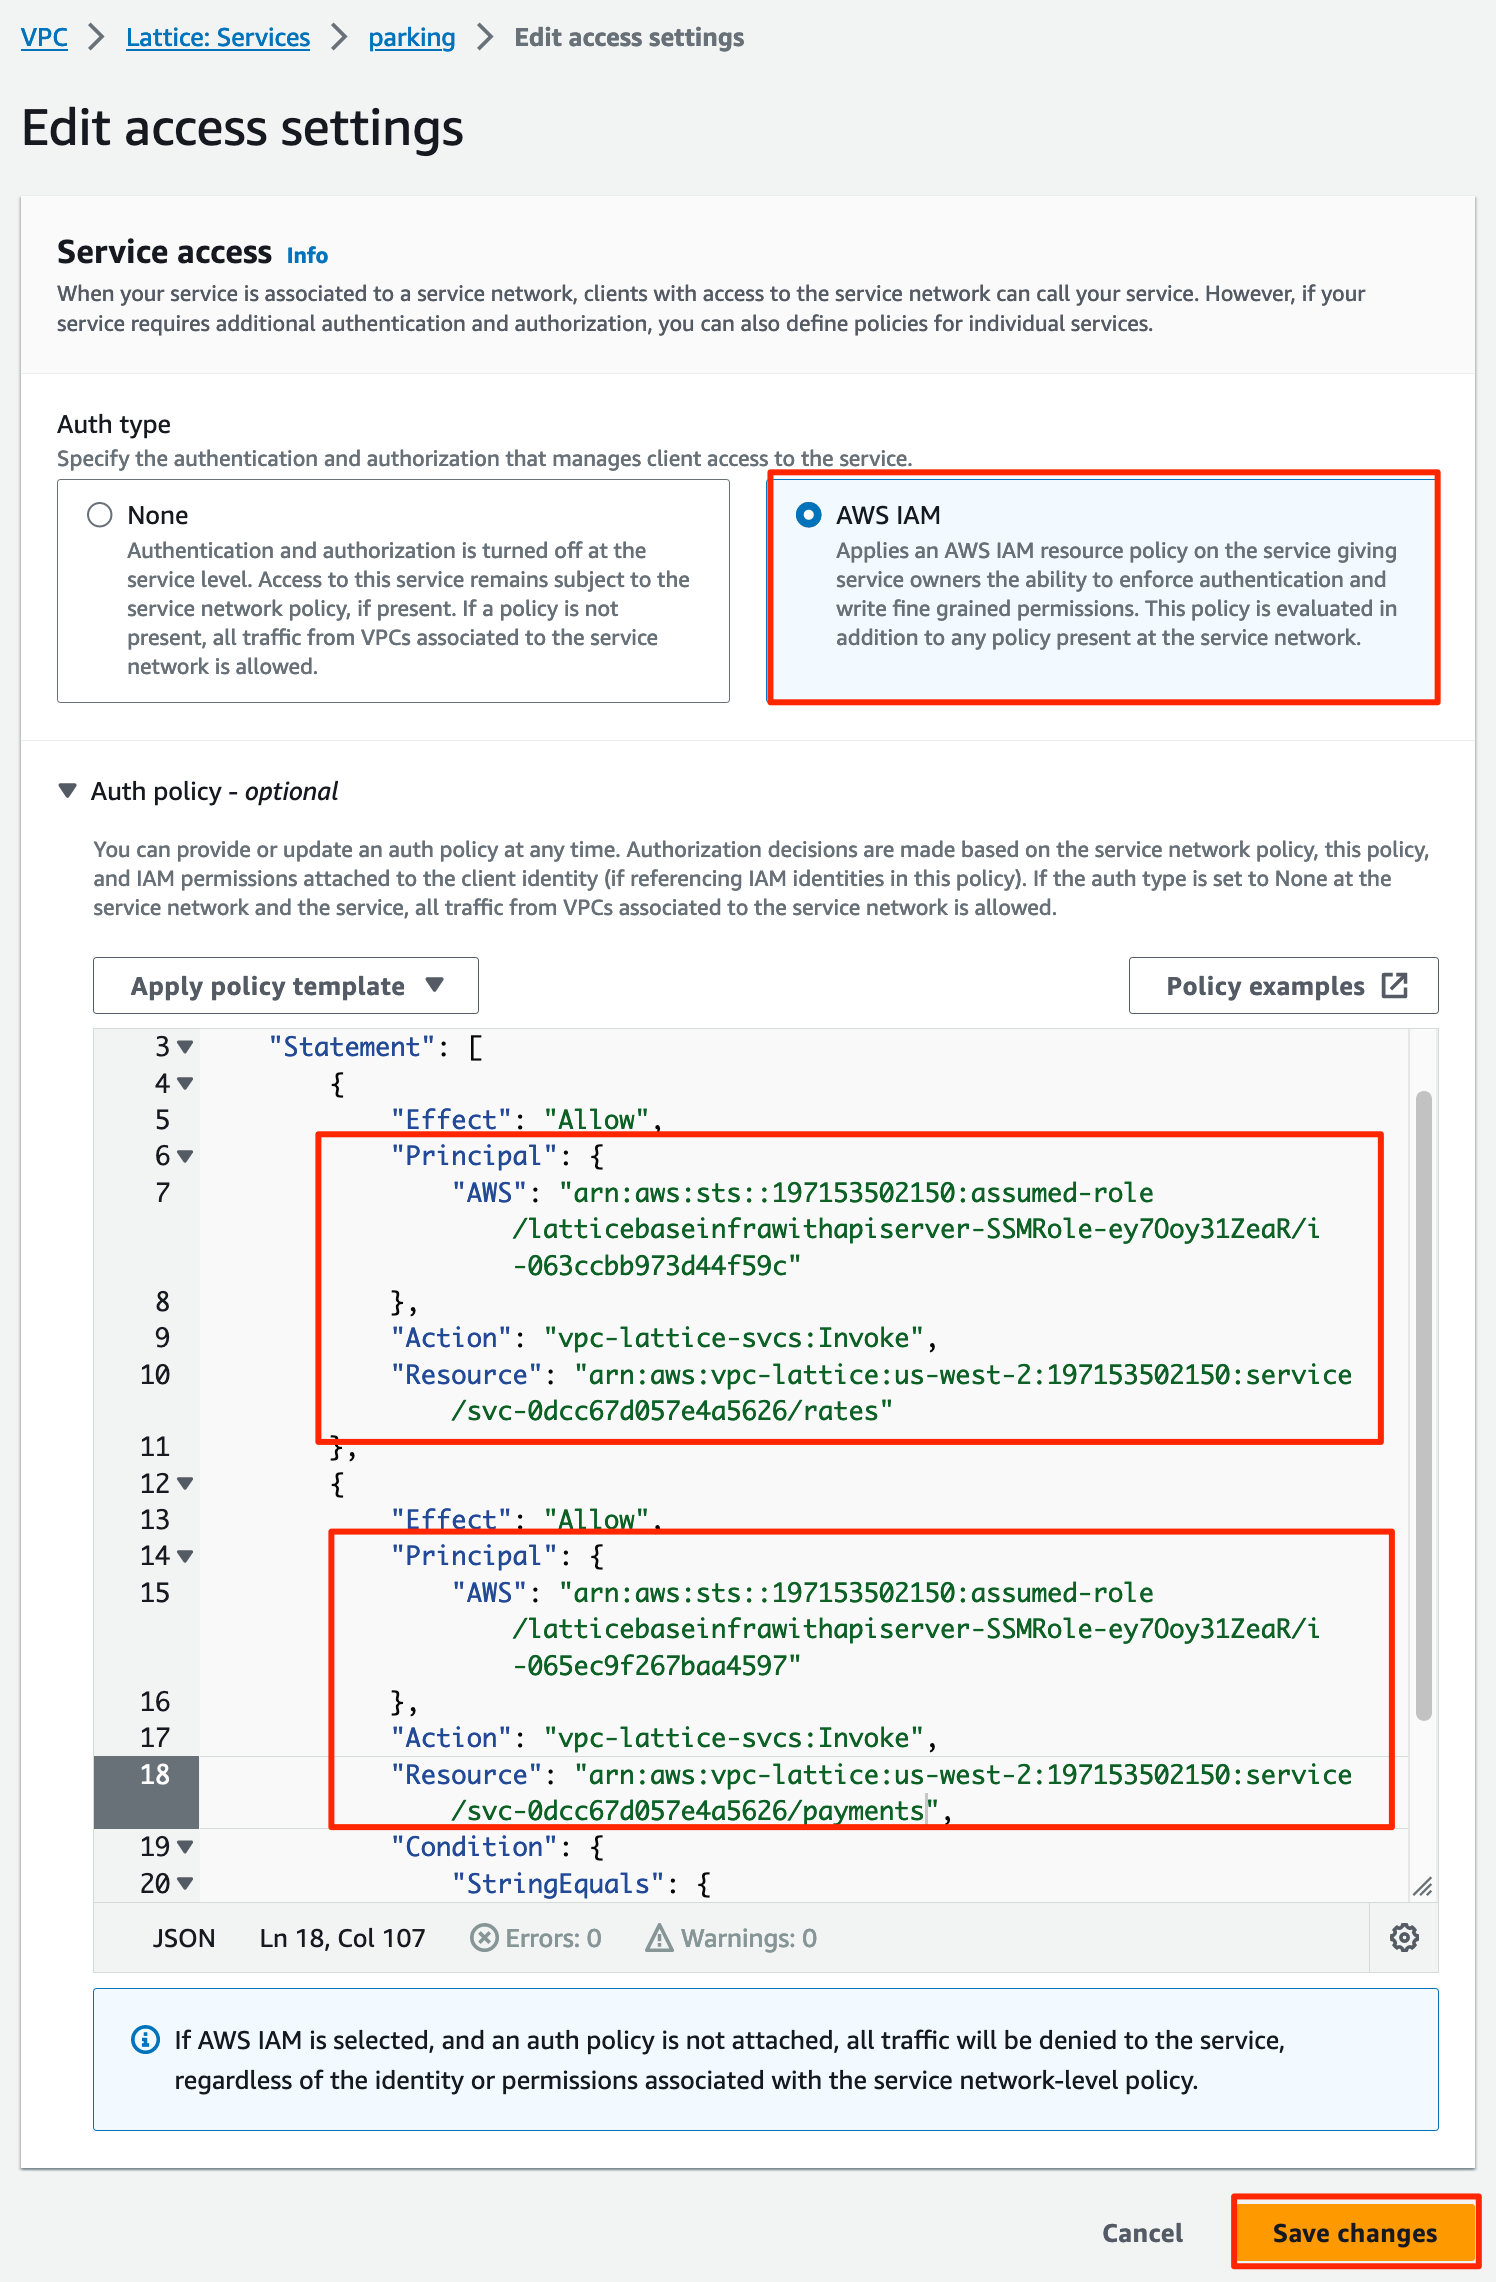 VPC > Lattice: Services > parking > Edit access settings
Edit access settings
Service access Info
When your service is associated to a service network, clients with access to the service network can call your service. However, if your
service requires additional authentication and authorization, you can also define policies for individual services.
Auth type
Specify the authentication and authorization that manages client access to the service.
None
Authentication and authorization is turned off at the
service level. Access to this service remains subject to the
service network policy, if present. If a policy is not
present, all traffic from VPCs associated to the service
network is allowed.
AWS IAM
Applies an AWS IAM resource policy on the service giving
service owners the ability to enforce authentication and
write fine grained permissions. This policy is evaluated in
addition to any policy present at the service network.
Auth policy - optional
You can provide or update an auth policy at any time. Authorization decisions are made based on the service network policy, this policy,
and IAM permissions attached to the client identity (if referencing IAM identities in this policy). If the auth type is set to None at the
service network and the service, all traffic from VPCs associated to the service network is allowed.
Apply policy template
Policy examples
3 "Statement": [
4 {
5 "Effect": "Allow",
6 "Principal": {
7 "AWS": "arn:aws:sts::197153502150:assumed-role
/latticebaseinfrawithapiserver-SSMRole-ey7Ooy31ZeaR/i
-063ccbb973d44f59c"
8 },
9 "Action": "vpc-lattice-svcs:Invoke",
10 "Resource": "arn:aws:vpc-lattice:us-west-2:197153502150:service
/svc-0dcc67d057e4a5626/rates"
11 },
12 {
13 "Effect": "Allow",
14 "Principal": {
15 "AWS": "arn:aws:sts::197153502150:assumed-role
/latticebaseinfrawithapiserver-SSMRole-ey7Ooy31ZeaR/i
-065ec9f267baa4597"
16 },
17 "Action": "vpc-lattice-svcs:Invoke",
18 "Resource": "arn:aws:vpc-lattice:us-west-2:197153502150:service
/svc-0dcc67d057e4a5626/payments",
19 "Condition": {
20 "StringEquals": {
JSON Ln 18, Col 107 Errors: 0 Warnings: 0
If AWS IAM is selected, and an auth policy is not attached, all traffic will be denied to the service,
regardless of the identity or permissions associated with the service network-level policy.
Cancel
Save changes